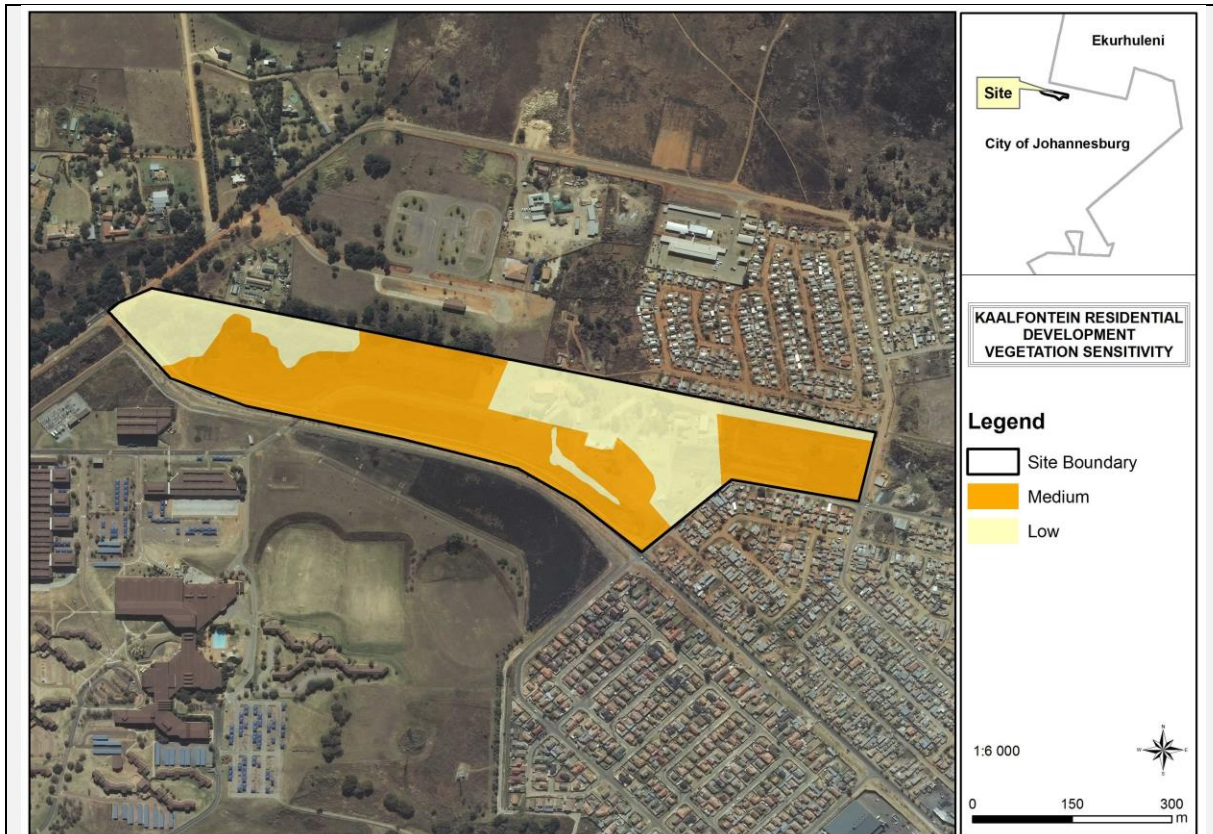 Ekurhuleni
Site
City of Johannesburg
KAALFONTEIN RESIDENTIAL
DEVELOPMENT
VEGETATION SENSITIVITY
Legend
Site Boundary
Medium
Low
1:6 000
N
W
E
S
0 150 300
m